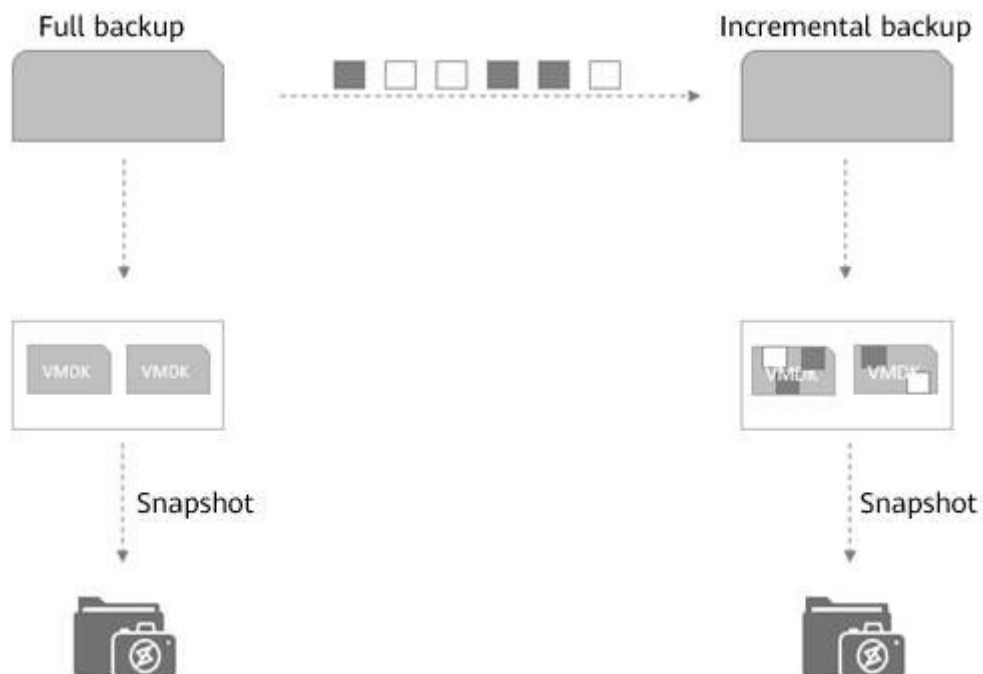 Full backup
Incremental backup
VMDK VMDK
VMDK VMDK
Snapshot
Snapshot